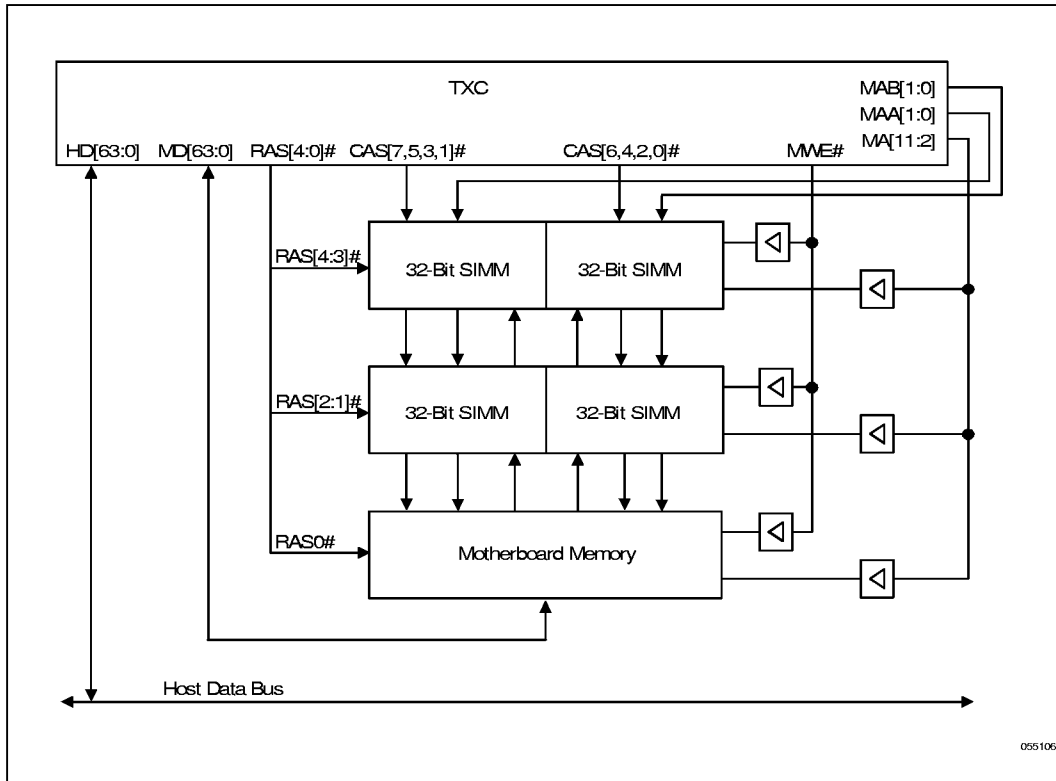 TXC
MAB[1:0]
MAA[1:0]
MA[11:2]
HD[63:0] MD[63:0] RAS[4:0]# CAS[7,5,3,1]# CAS[6,4,2,0]# MWE#
RAS[4:3]#
32-Bit SIMM 32-Bit SIMM
RAS[2:1]#
32-Bit SIMM 32-Bit SIMM
RAS0#
Motherboard Memory
Host Data Bus
055106